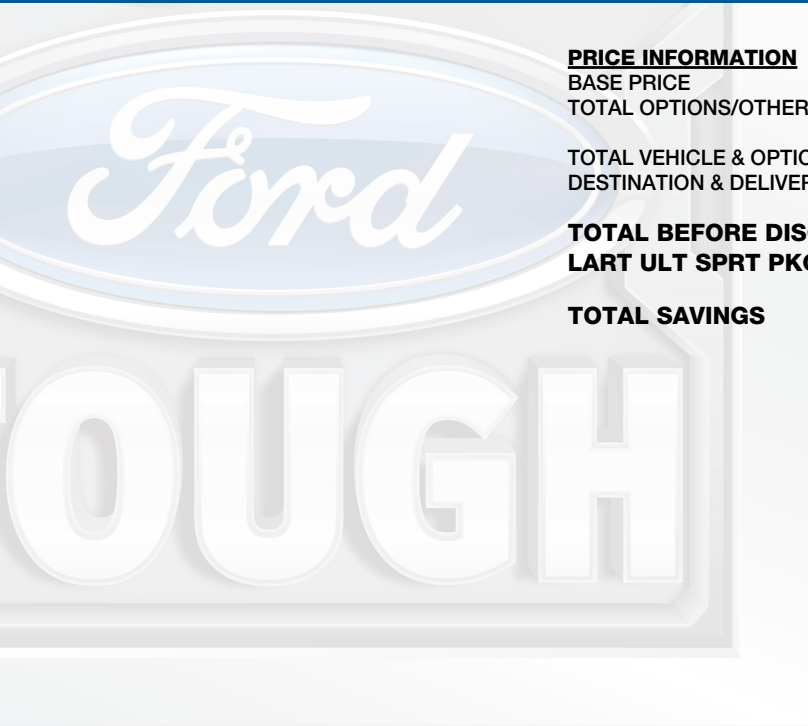 PRICE INFORMATION
BASE PRICE
TOTAL OPTIONS/OTHER
TOTAL VEHICLE & OPTIO
DESTINATION & DELIVER
TOTAL BEFORE DIS
LART ULT SPRT PK
TOTAL SAVINGS
Ford
TOUGH